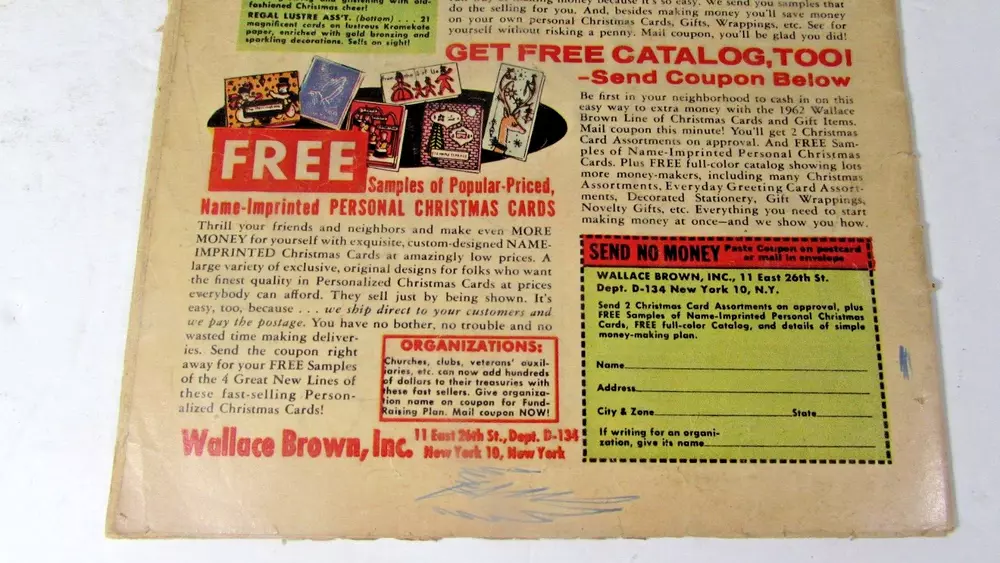 fashioned Christmas cheer!
REGAL LUSTRE ASS'T. (bottom) . . . 21
magnificent cards on lustrous Kromekote
paper, enriched with gold bronzing and
sparkling decorations. Sells on sight!
so easy. We send you samples that
do the selling for you. And, besides making money you'll save money
on your own personal Christmas Cards, Gifts, Wrappings, etc. See for
yourself without risking a penny. Mail coupon, you'll be glad you did!
GET FREE CATALOG, TOO!
–Send Coupon Below
Be first in your neighborhood to cash in on this
easy way to extra money with the 1962 Wallace
Brown Line of Christmas Cards and Gift Items.
Mail coupon this minute! You'll get 2 Christmas
Card Assortments on approval. And FREE Sam-
ples of Name-Imprinted Personal Christmas
Cards. Plus FREE full-color catalog showing lots
more money-makers, including many Christmas
Assortments, Everyday Greeting Card Assort-
ments, Decorated Stationery, Gift Wrappings,
Novelty Gifts, etc. Everything you need to start
making money at once—and we show you how.
FREE
Samples of Popular-Priced,
Name-Imprinted PERSONAL CHRISTMAS CARDS
Thrill your friends and neighbors and make even MORE
MONEY for yourself with exquisite, custom-designed NAME-
IMPRINTED Christmas Cards at amazingly low prices. A
large variety of exclusive, original designs for folks who want
the finest quality in Personalized Christmas Cards at prices
everybody can afford. They sell just by being shown. It's
easy, too, because . . . we ship direct to your customers and
we pay the postage. You have no bother, no trouble and no
wasted time making deliver-
ies. Send the coupon right
away for your FREE Samples
of the 4 Great New Lines of
these fast-selling Person-
alized Christmas Cards!
ORGANIZATIONS:
Churches, clubs, veterans' auxil-
iaries, etc. can now add hundreds
of dollars to their treasuries with
these fast sellers. Give organiza-
tion name on coupon for Fund-
Raising Plan. Mail coupon NOW!
Wallace Brown, Inc.
11 East 26th St., Dept. D-134
New York 10, New York
SEND NO MONEY
Paste Coupon on postcard
or mail in envelope
WALLACE BROWN, INC., 11 East 26th St.
Dept. D-134 New York 10, N.Y.
Send 2 Christmas Card Assortments on approval, plus
FREE Samples of Name-Imprinted Personal Christmas
Cards, FREE full-color Catalog, and details of simple
money-making plan.
Name
Address
City & Zone State
If writing for an organi-
zation, give its name